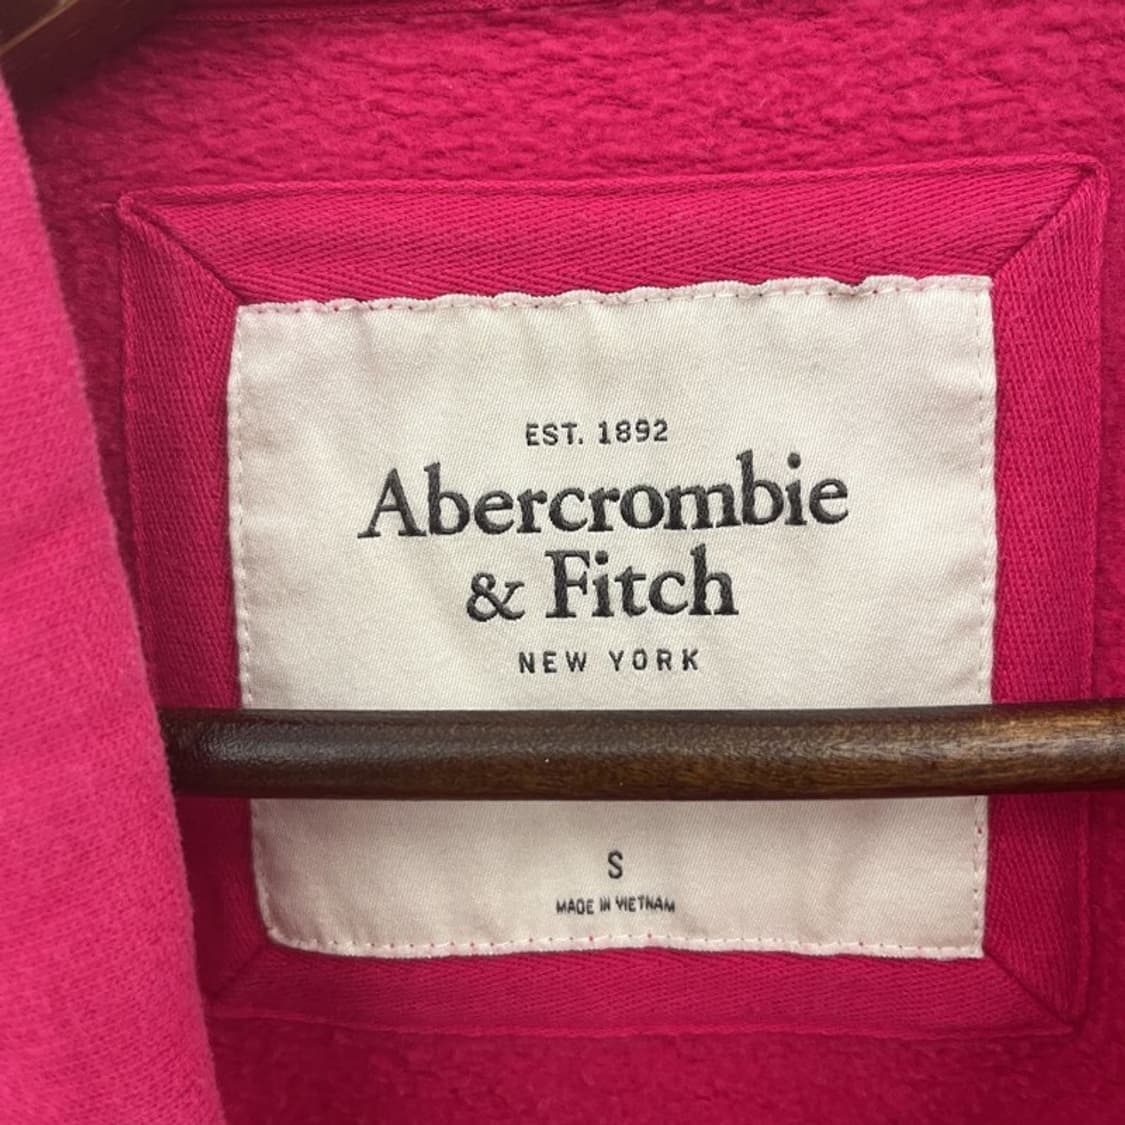 EST. 1892
Abercrombie
& Fitch
NEW YORK
S
MADE IN VIETNAM